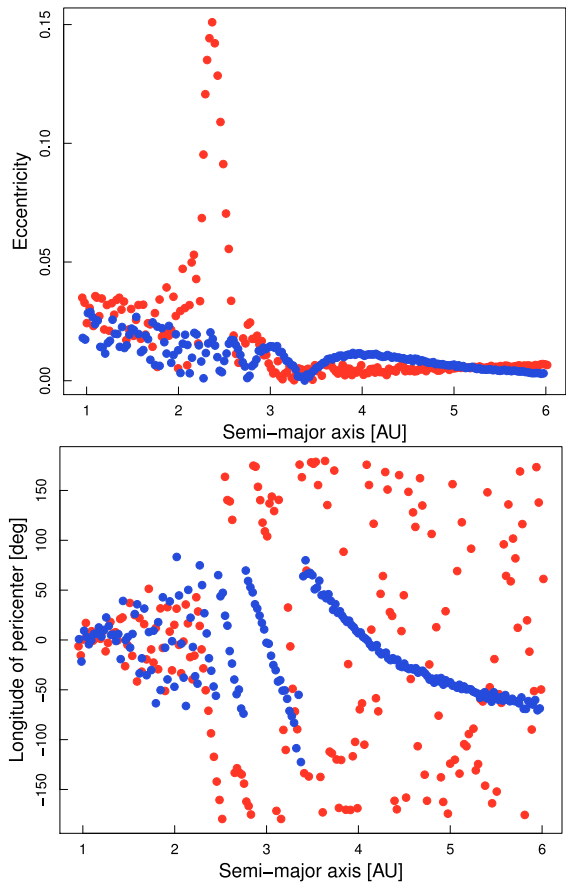 0.15
0.10
0.05
0.00
Eccentricity
1 2 3 4 5 6
Semi−major axis [AU]
150
100
50
0
−50
−100
−150
Longitude of pericenter [deg]
1 2 3 4 5 6
Semi−major axis [AU]